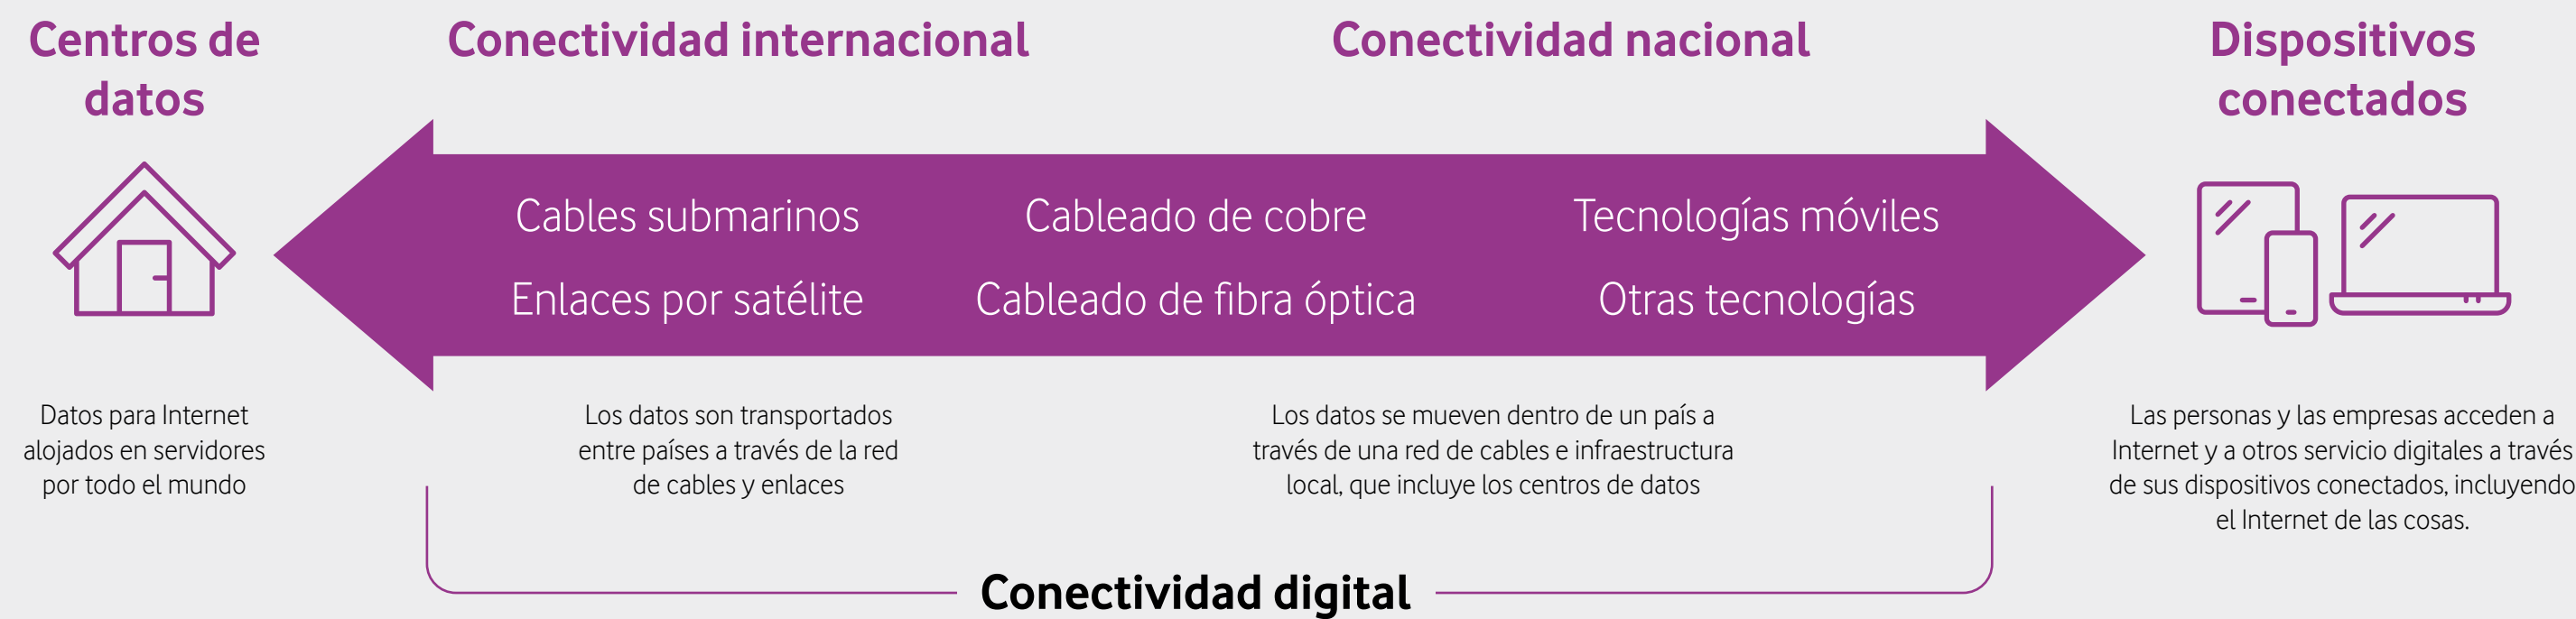 Centros de
datos
Conectividad internacional
Conectividad nacional
Dispositivos
conectados
Cables submarinos
Cableado de cobre
Tecnologías móviles
Enlaces por satélite
Cableado de fibra óptica
Otras tecnologías
Datos para Internet
alojados en servidores
por todo el mundo
Los datos son transportados
entre países a través de la red
de cables y enlaces
Los datos se mueven dentro de un país a
través de una red de cables e infraestructura
local, que incluye los centros de datos
Las personas y las empresas acceden a
Internet y a otros servicio digitales a través
de sus dispositivos conectados, incluyendo
el Internet de las cosas.
Conectividad digital